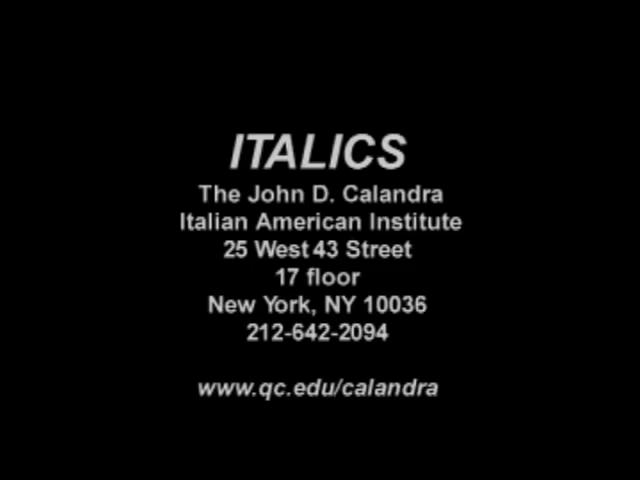 ITALICS
The John D. Calandra
Italian American Institute
25 West 43 Street
17 floor
New York, NY 10036
212-642-2094
www.qc.edu/calandra